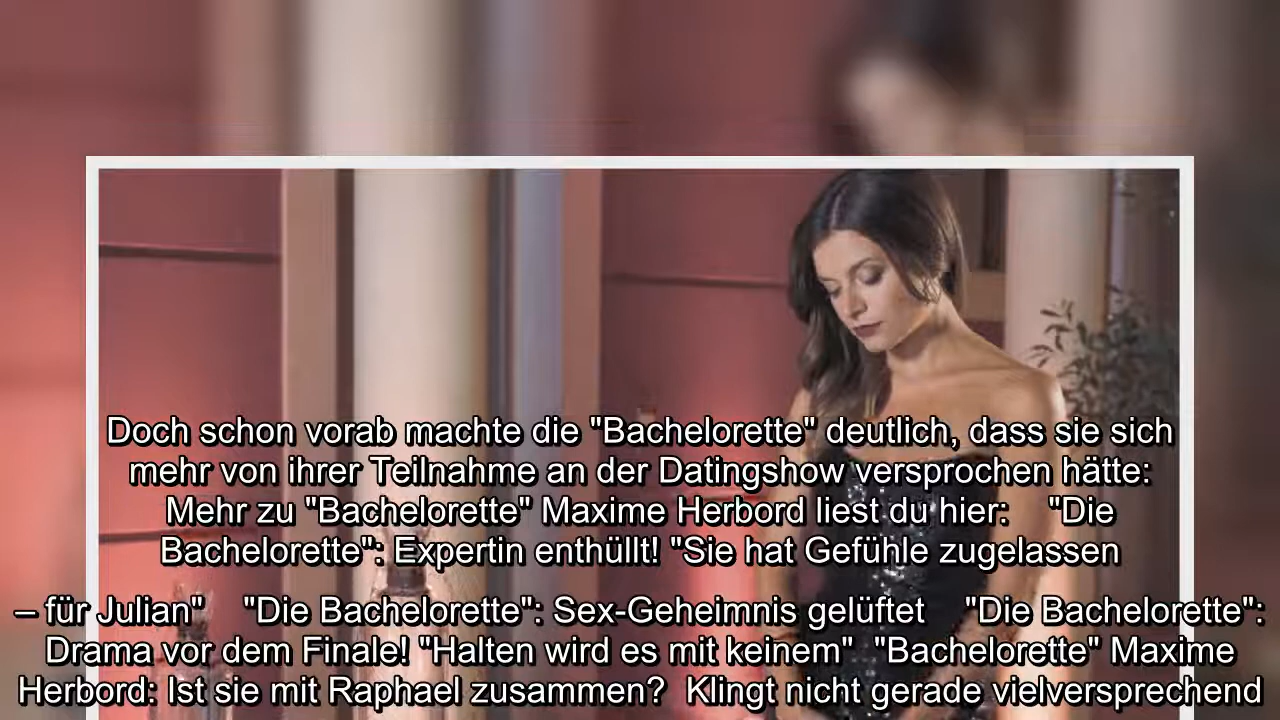 Doch schon vorab machte die "Bachelorette" deutlich, dass sie sich
mehr von ihrer Teilnahme an der Datingshow versprochen hätte:
Mehr zu "Bachelorette" Maxime Herbord liest du hier:    "Die
Bachelorette": Expertin enthüllt! "Sie hat Gefühle zugelassen
– für Julian"    "Die Bachelorette": Sex-Geheimnis gelüftet    "Die Bachelorette":
Drama vor dem Finale! "Halten wird es mit keinem"  "Bachelorette" Maxime
Herbord: Ist sie mit Raphael zusammen?  Klingt nicht gerade vielversprechend